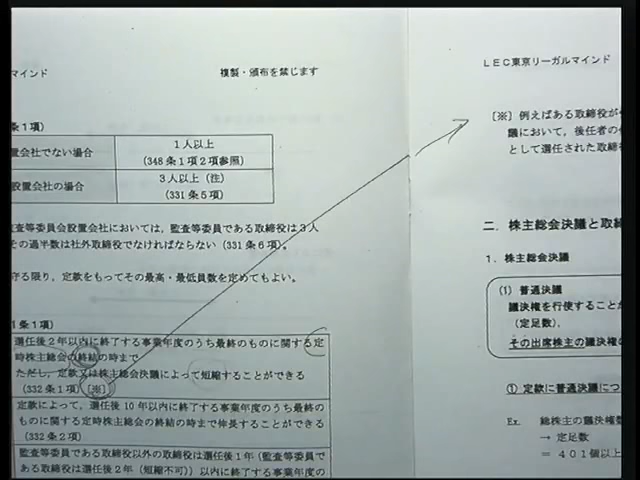 マインド
複製・頒布を禁じます
条1項）
置会社でない場合
1人以上
（348条1項2項参照）
設置会社の場合
3人以上（注）
（331条5項）
査等委員会設置会社においては，監査等委員である取締役は3人
その過半数は社外取締役でなければならない（331条6項）。
守る限り，定款をもってその最高・最低員数を定めてもよい。
1条1項）
選任後2年以内に終了する事業年度のうち最終のものに関する定
時株主総会の終結の時まで
ただし，定款又は株主総会決議によって短縮することができる
（332条1項）[※]
定款によって，選任後10年以内に終了する事業年度のうち最終の
ものに関する定時株主総会の終結の時まで伸長することができる
（332条2項）
監査等委員である取締役以外の取締役は選任後1年（監査等委員で
ある取締役は選任後2年（短縮不可））以内に終了する事業年度の
LEC東京リーガルマインド
[※] 例えばある取締役が
議において，後任者の
として選任された取締役
二．株主総会決議と取締
1．株主総会決議
(1) 普通決議
議決権を行使すること
（定足数），
その出席株主の議決権の
① 定款に普通決議につ
Ex. 総株主の議決権数
→ 定足数
＝ 401個以上